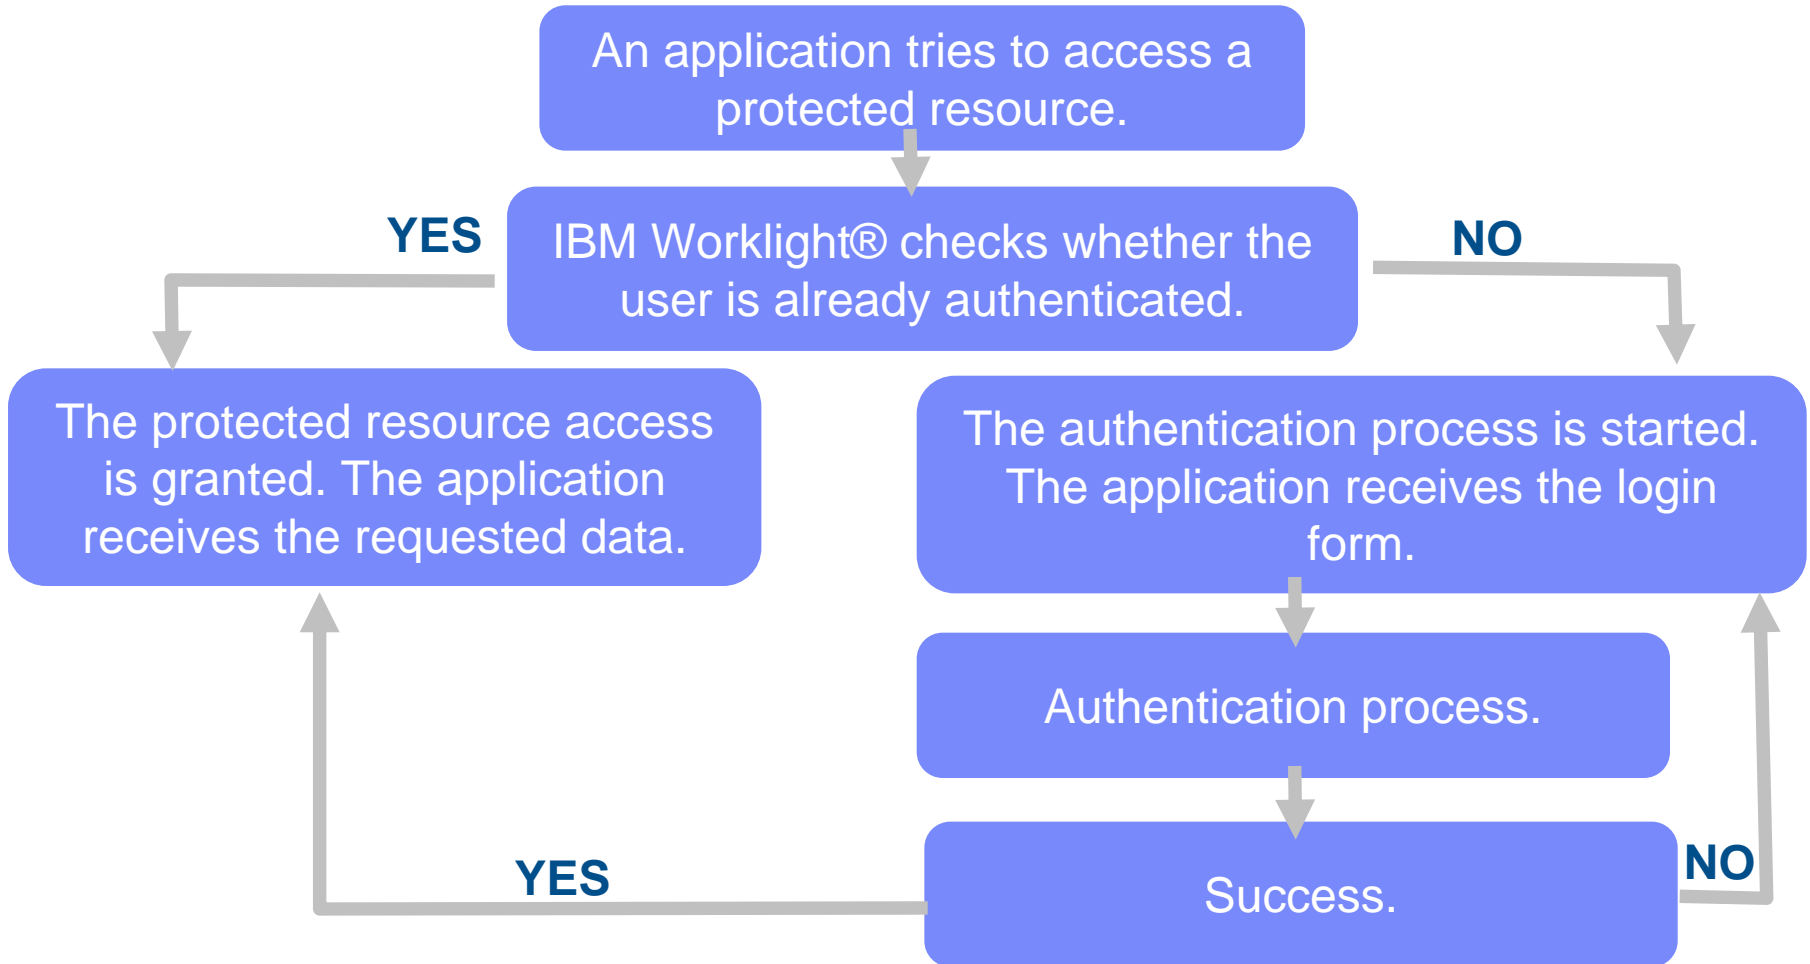 An application tries to access a
protected resource.
YES
IBM Worklight® checks whether the
user is already authenticated.
NO
The protected resource access
is granted. The application
receives the requested data.
The authentication process is started.
The application receives the login
form.
Authentication process.
YES
Success.
NO